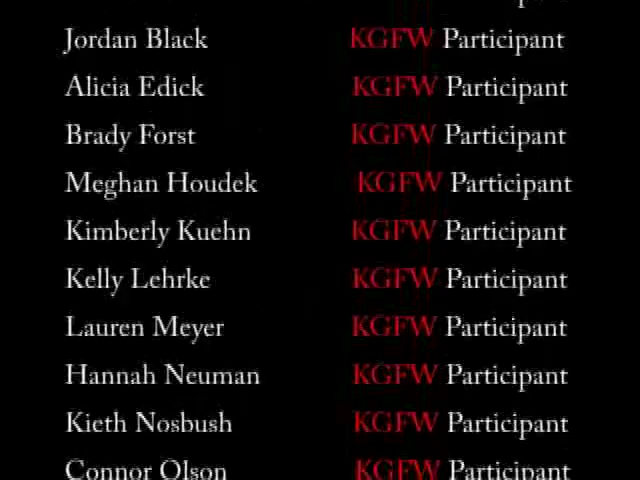 Jordan Black KGFW Participant
Alicia Edick KGFW Participant
Brady Forst KGFW Participant
Meghan Houdek KGFW Participant
Kimberly Kuehn KGFW Participant
Kelly Lehrke KGFW Participant
Lauren Meyer KGFW Participant
Hannah Neuman KGFW Participant
Kieth Nosbush KGFW Participant
Connor Olson KGFW Participant